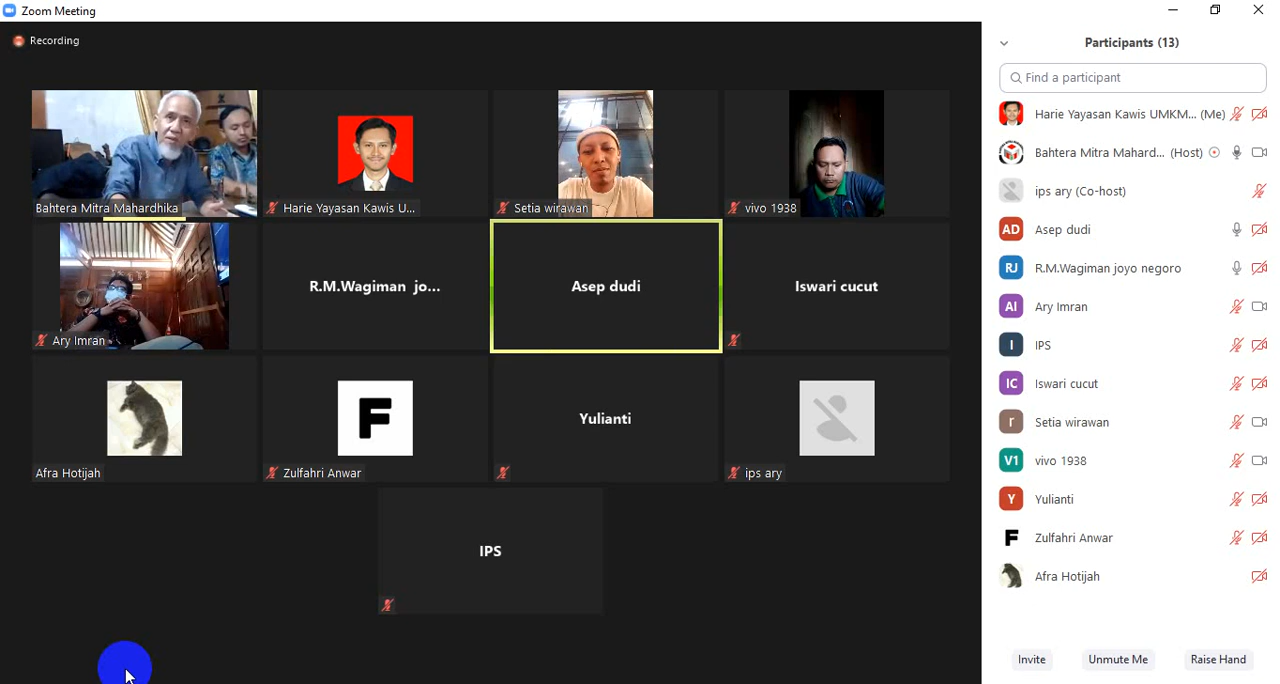 Zoom Meeting
Recording
Bahtera Mitra Mahardhika
Harie Yayasan Kawis U...
Setia wirawan
vivo 1938
Ary Imran
R.M.Wagiman jo...
Asep dudi
Iswari cucut
Afra Hotijah
F
Zulfahri Anwar
Yulianti
ips ary
IPS
Participants (13)
Find a participant
Harie Yayasan Kawis UMKM... (Me)
Bahtera Mitra Mahard... (Host)
ips ary (Co-host)
AD Asep dudi
RJ R.M.Wagiman joyo negoro
AI Ary Imran
I IPS
IC Iswari cucut
r Setia wirawan
V1 vivo 1938
Y Yulianti
F Zulfahri Anwar
Afra Hotijah
Invite Unmute Me Raise Hand